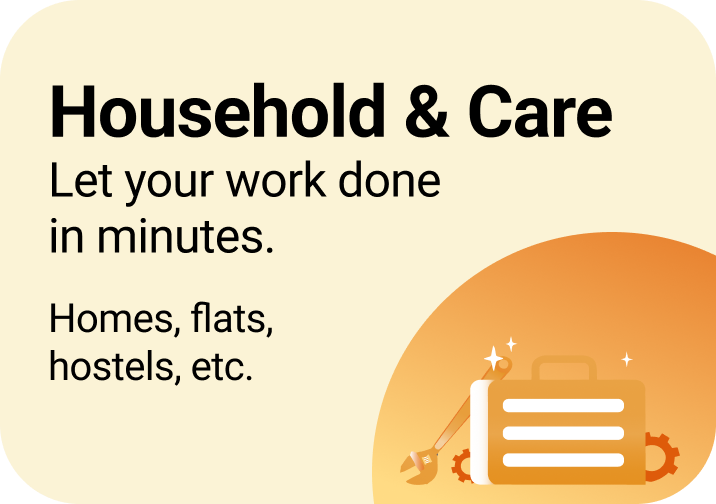 Household & Care
Let your work done
in minutes.
Homes, flats,
hostels, etc.